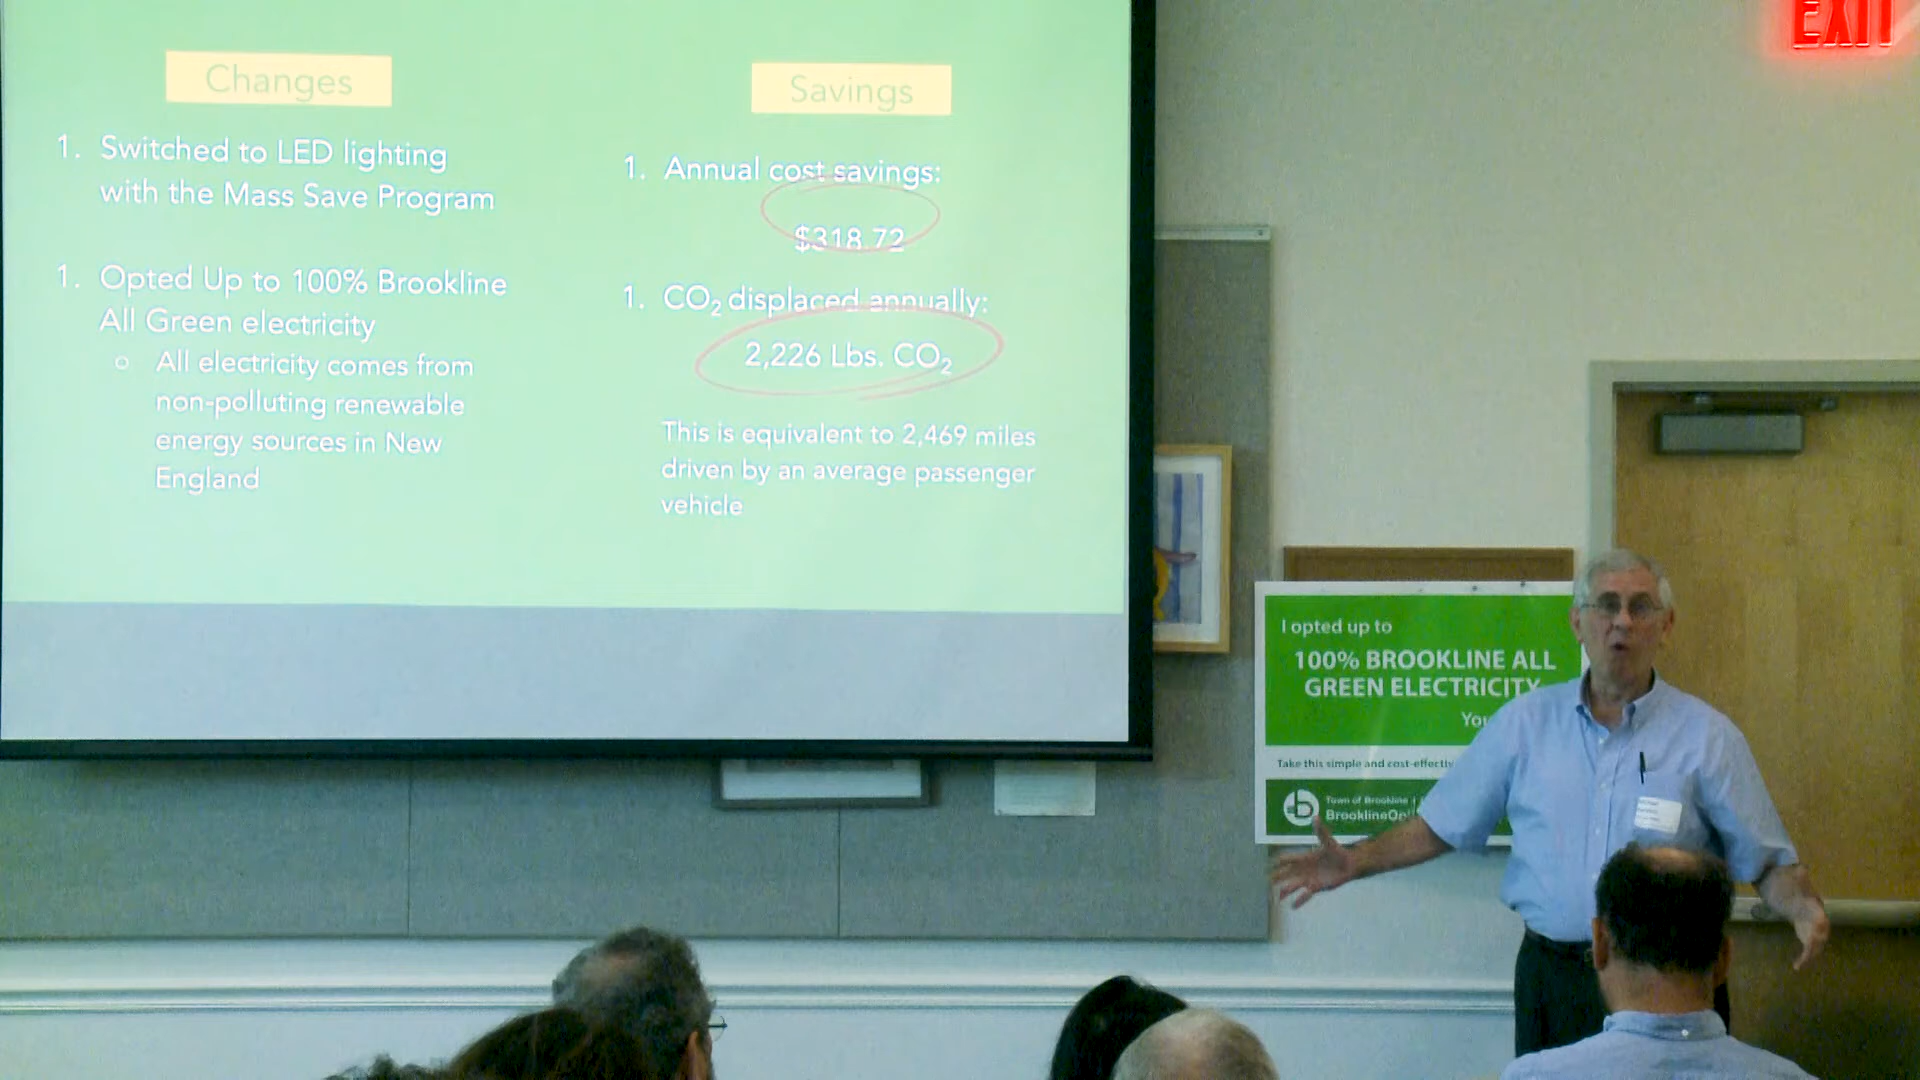 Changes
1. Switched to LED lighting
with the Mass Save Program
1. Opted Up to 100% Brookline
All Green electricity
○ All electricity comes from
non-polluting renewable
energy sources in New
England
Savings
1. Annual cost savings:
$318.72
1. CO₂ displaced annually:
2,226 Lbs. CO₂
This is equivalent to 2,469 miles
driven by an average passenger
vehicle
EXIT
I opted up to
100% BROOKLINE ALL
GREEN ELECTRICITY
You
Take this simple and cost-effectiv
b
Town of Brookline
BrooklineOp